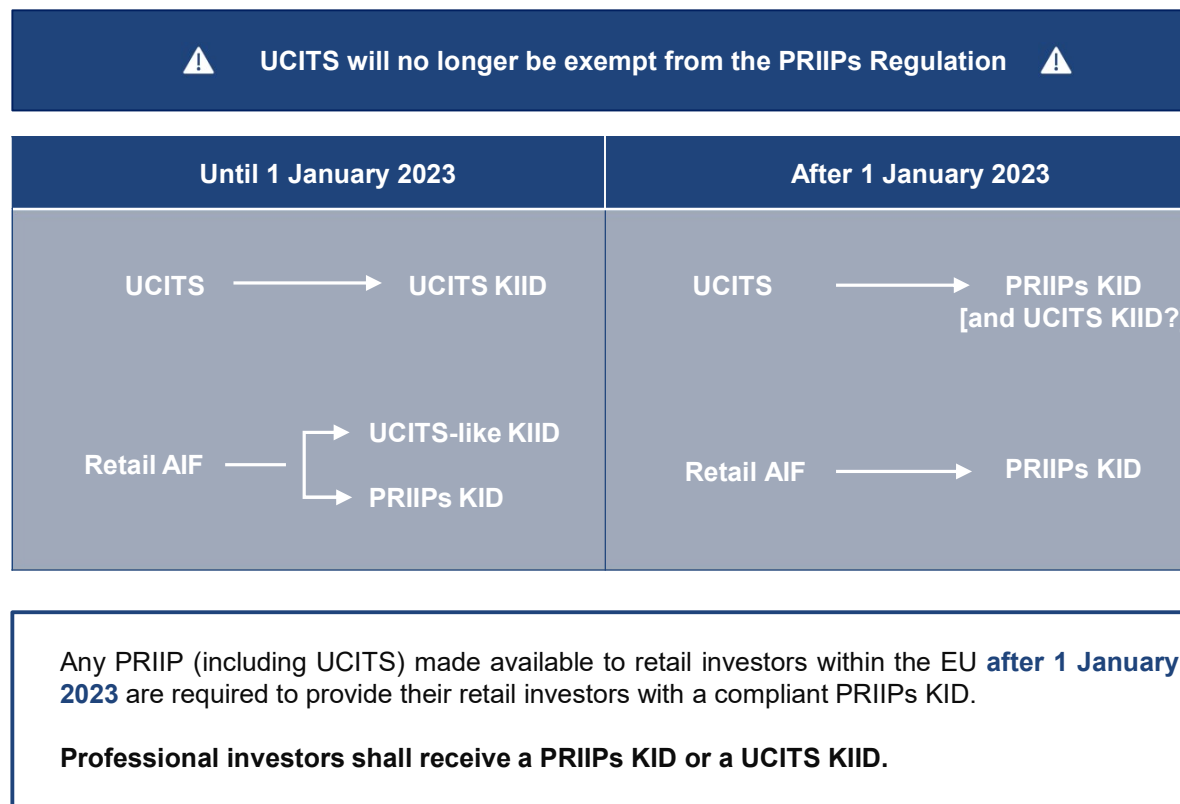 UCITS will no longer be exempt from the PRIIPs Regulation
Until 1 January 2023
After 1 January 2023
UCITS
UCITS KIID
UCITS
PRIIPs KID
[and UCITS KIID?
UCITS-like KIID
Retail AIF
PRIIPs KID
Retail AIF
PRIIPs KID
Any PRIIP (including UCITS) made available to retail investors within the EU after 1 January
2023 are required to provide their retail investors with a compliant PRIIPs KID.
Professional investors shall receive a PRIIPs KID or a UCITS KIID.